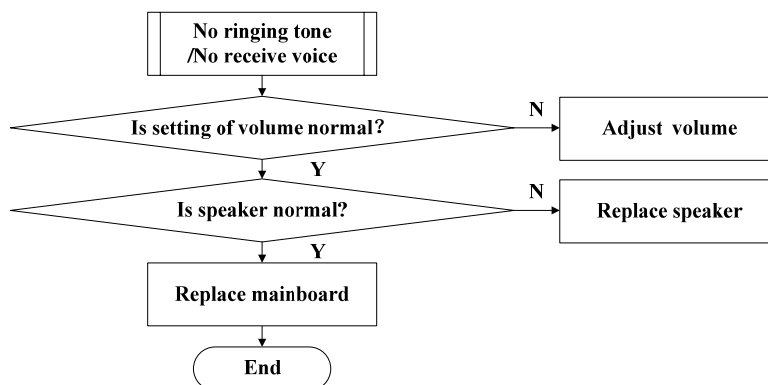 No ringing tone
/No receive voice
Is setting of volume normal?
N
Adjust volume
Y
Is speaker normal?
N
Replace speaker
Y
Replace mainboard
End